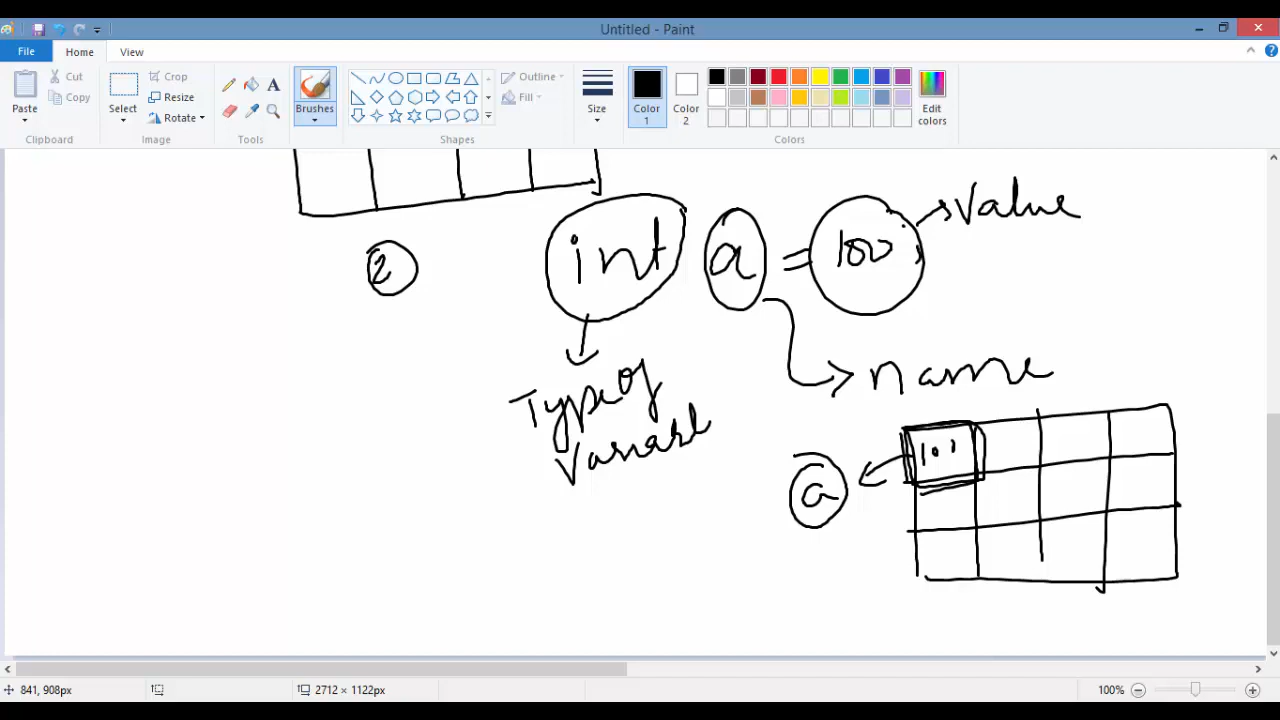 Untitled - Paint
File
Home
View
Paste
Cut
Copy
Clipboard
Select
Crop
Resize
Rotate
Image
A
Tools
Brushes
Outline
Fill
Shapes
Size
Color 1
Color 2
Edit colors
Colors
2
int a = 100 ;
Value
name
Type of
a
841, 908px
2712 × 1122px
100%